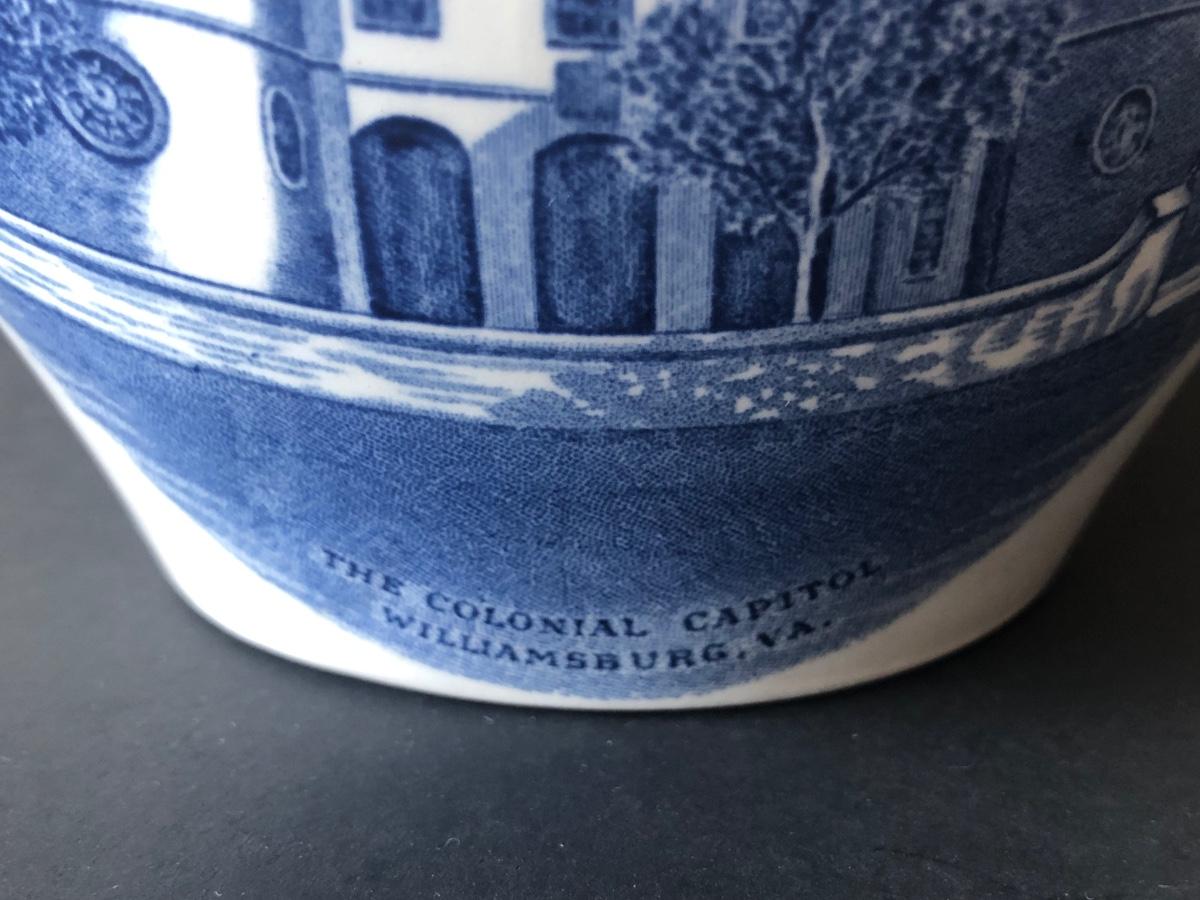 THE COLONIAL CAPITOL
WILLIAMSBURG, VA.